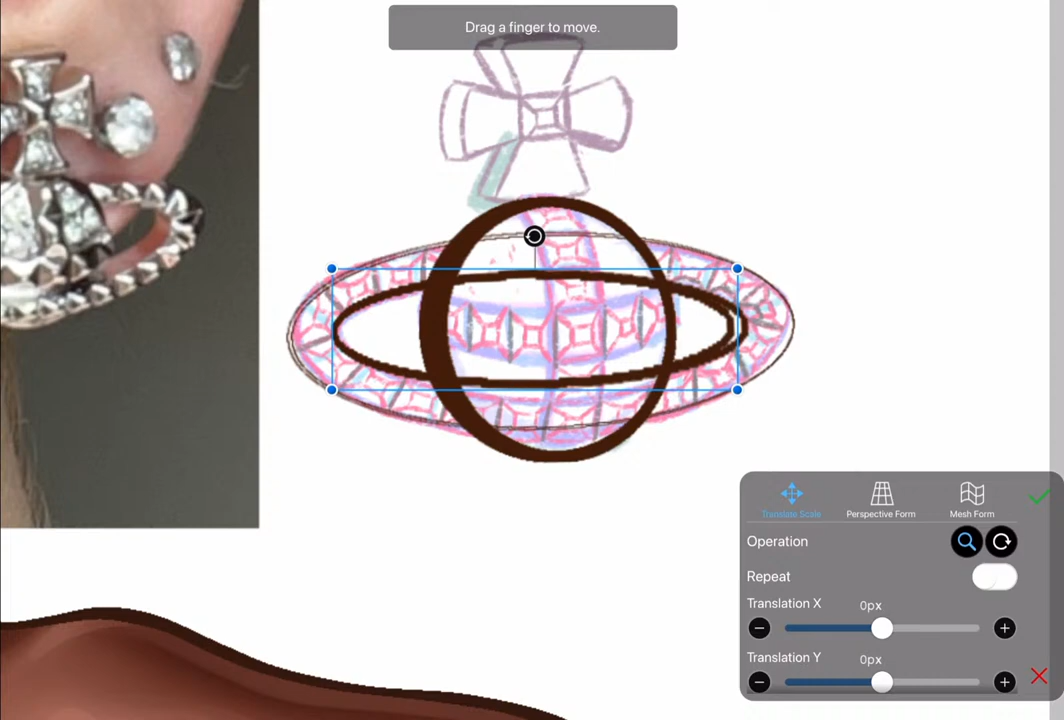 Drag a finger to move.
Translate Scale
Perspective Form
Mesh Form
Operation
Repeat
Translation X
0px
Translation Y
0px